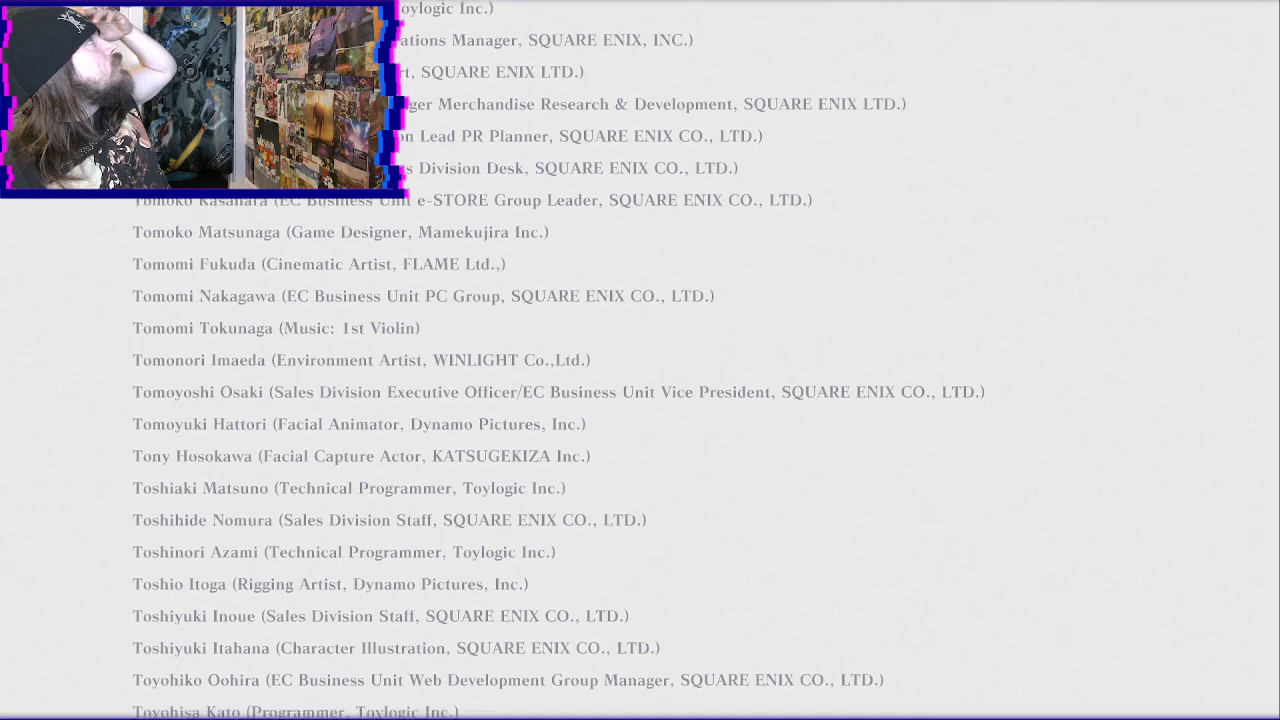 oylogic Inc.)
ations Manager, SQUARE ENIX, INC.)
rt, SQUARE ENIX LTD.)
ger Merchandise Research & Development, SQUARE ENIX LTD.)
on Lead PR Planner, SQUARE ENIX CO., LTD.)
s Division Desk, SQUARE ENIX CO., LTD.)
Tomoko Kasahara (EC Business Unit e-STORE Group Leader, SQUARE ENIX CO., LTD.)
Tomoko Matsunaga (Game Designer, Mamekujira Inc.)
Tomomi Fukuda (Cinematic Artist, FLAME Ltd.,)
Tomomi Nakagawa (EC Business Unit PC Group, SQUARE ENIX CO., LTD.)
Tomomi Tokunaga (Music: 1st Violin)
Tomonori Imaeda (Environment Artist, WINLIGHT Co.,Ltd.)
Tomoyoshi Osaki (Sales Division Executive Officer/EC Business Unit Vice President, SQUARE ENIX CO., LTD.)
Tomoyuki Hattori (Facial Animator, Dynamo Pictures, Inc.)
Tony Hosokawa (Facial Capture Actor, KATSUGEKIZA Inc.)
Toshiaki Matsuno (Technical Programmer, Toylogic Inc.)
Toshihide Nomura (Sales Division Staff, SQUARE ENIX CO., LTD.)
Toshinori Azami (Technical Programmer, Toylogic Inc.)
Toshio Itoga (Rigging Artist, Dynamo Pictures, Inc.)
Toshiyuki Inoue (Sales Division Staff, SQUARE ENIX CO., LTD.)
Toshiyuki Itahana (Character Illustration, SQUARE ENIX CO., LTD.)
Toyohiko Oohira (EC Business Unit Web Development Group Manager, SQUARE ENIX CO., LTD.)
Toyohisa Kato (Programmer, Toylogic Inc.)